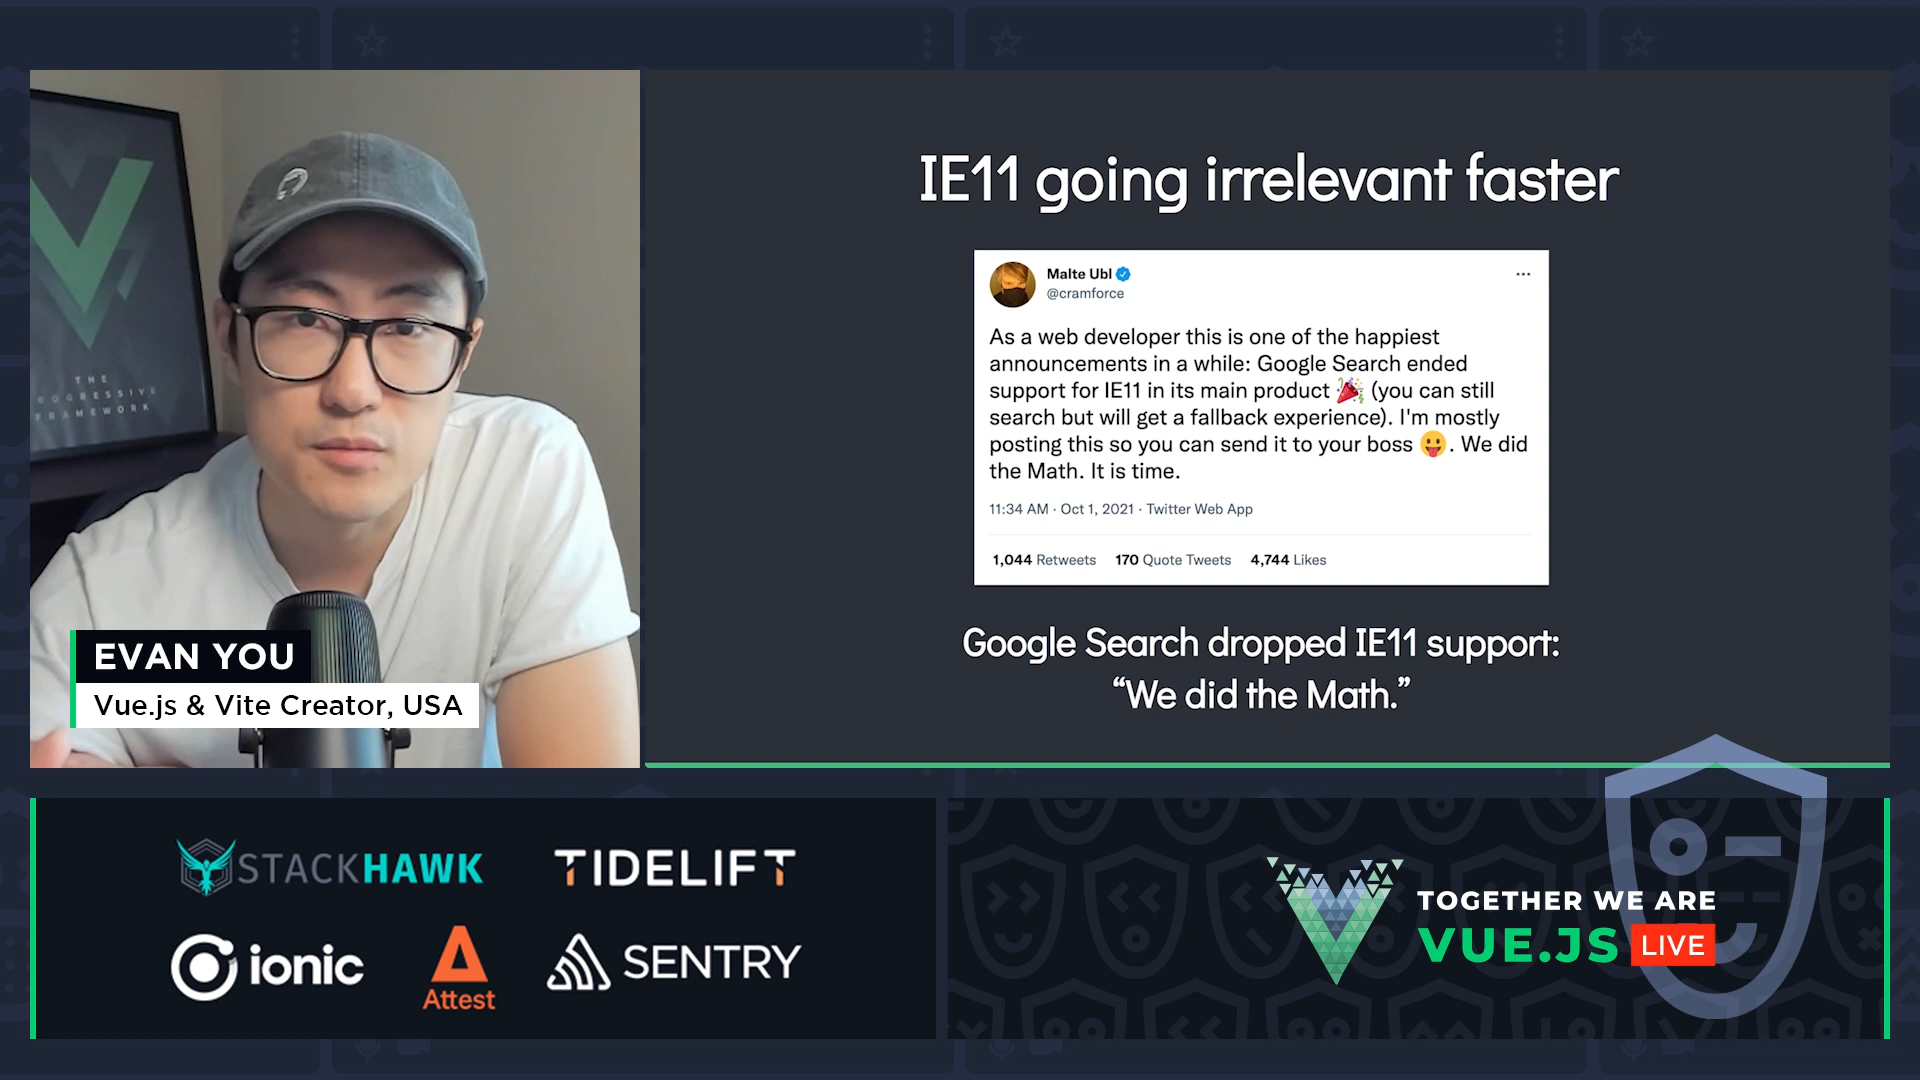 THE
PROGRESSIVE
FRAMEWORK
EVAN YOU
Vue.js & Vite Creator, USA
IE11 going irrelevant faster
Malte Ubl
@cramforce
As a web developer this is one of the happiest
announcements in a while: Google Search ended
support for IE11 in its main product 🎉 (you can still
search but will get a fallback experience). I'm mostly
posting this so you can send it to your boss 😛. We did
the Math. It is time.
11:34 AM · Oct 1, 2021 · Twitter Web App
1,044 Retweets 170 Quote Tweets 4,744 Likes
Google Search dropped IE11 support:
“We did the Math.”
STACKHAWK
TIDELIFT
ionic
Attest
SENTRY
TOGETHER WE ARE
VUE.JS LIVE